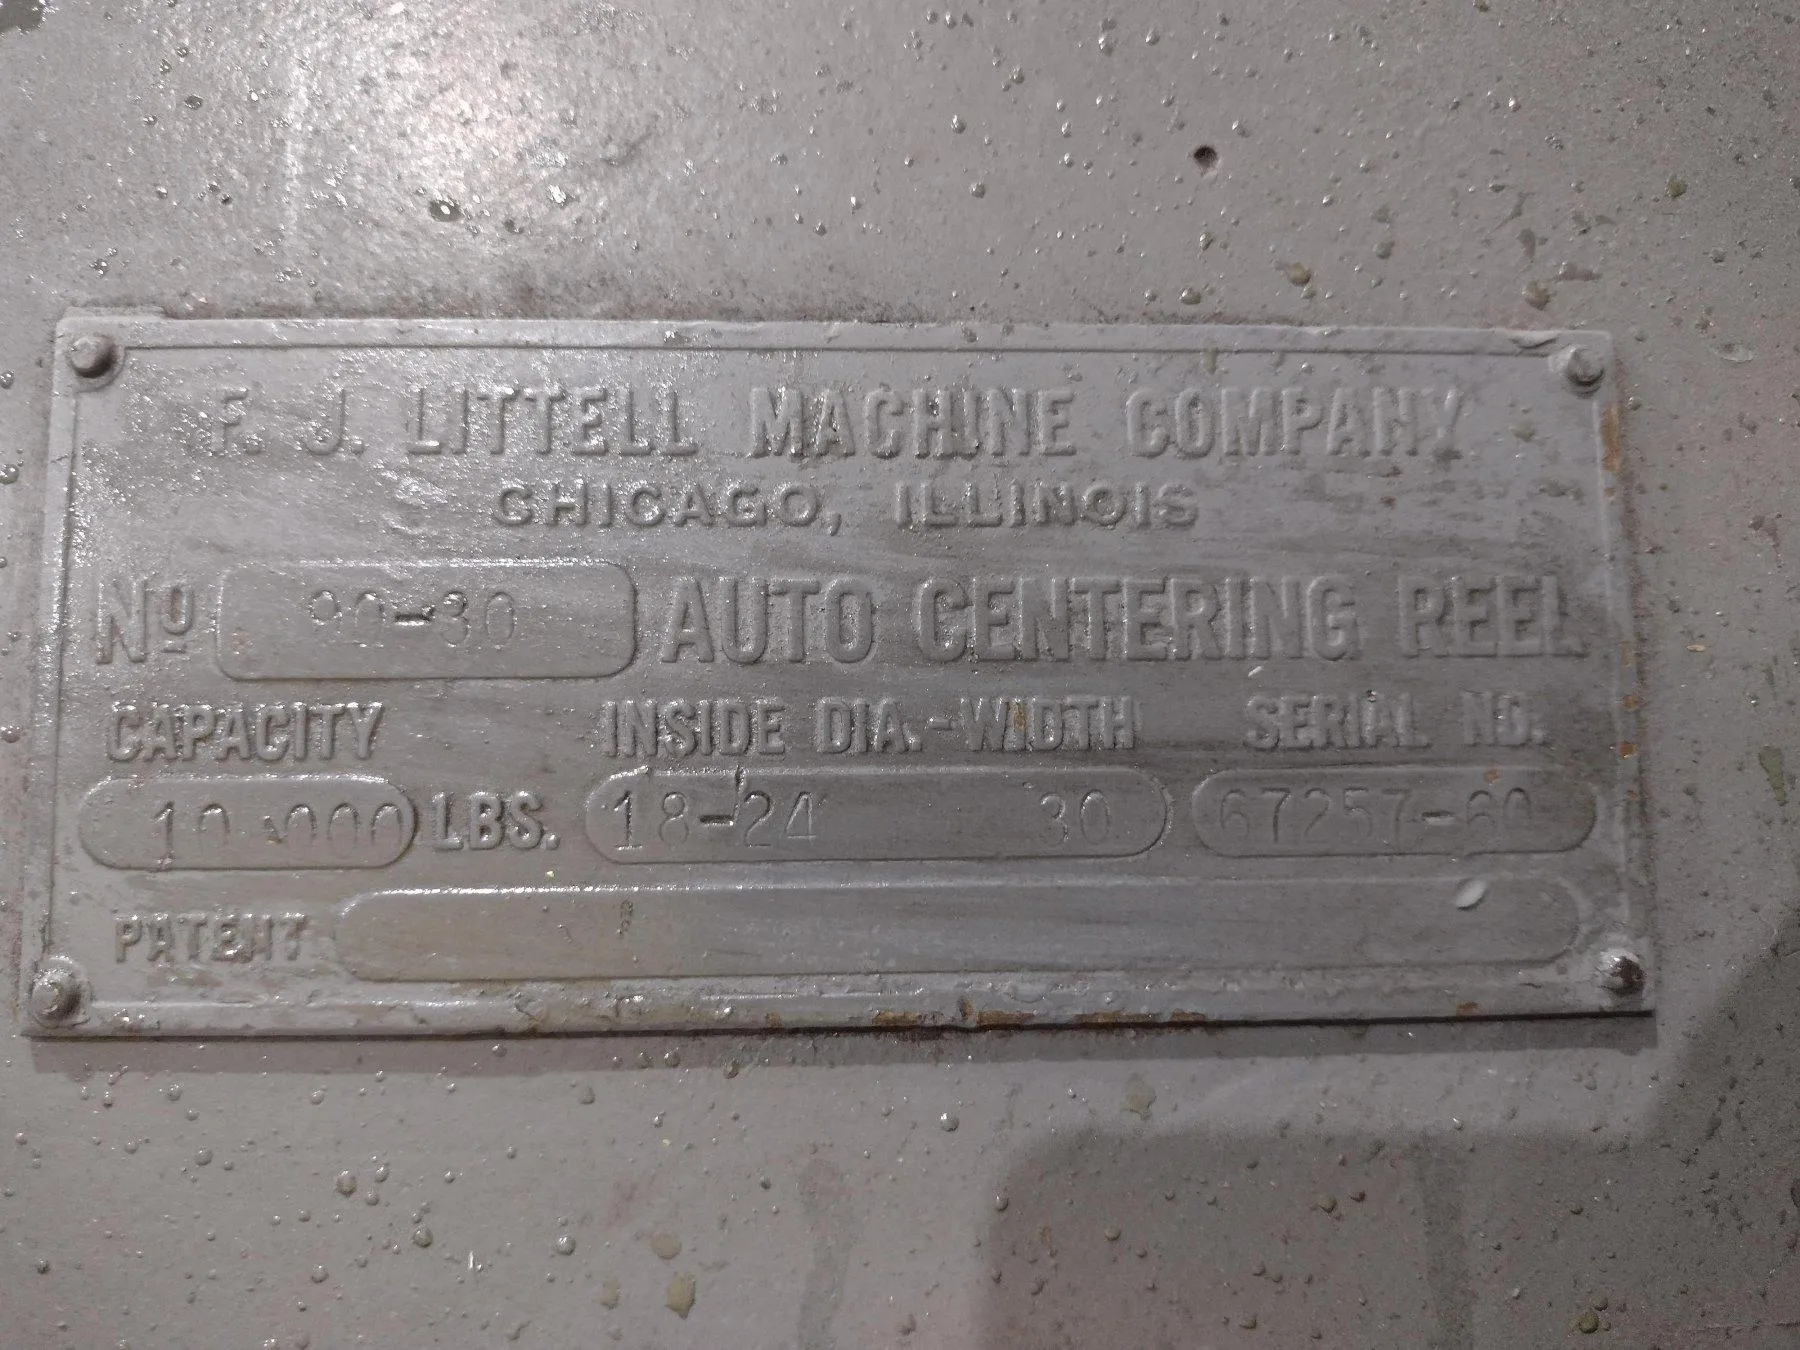 F. J. LITTELL MACHINE COMPANY
CHICAGO, ILLINOIS
Nº 90-30 AUTO CENTERING REEL
CAPACITY INSIDE DIA.-WIDTH SERIAL NO.
10,000 LBS. 18-24 30 67257-60
PATENT